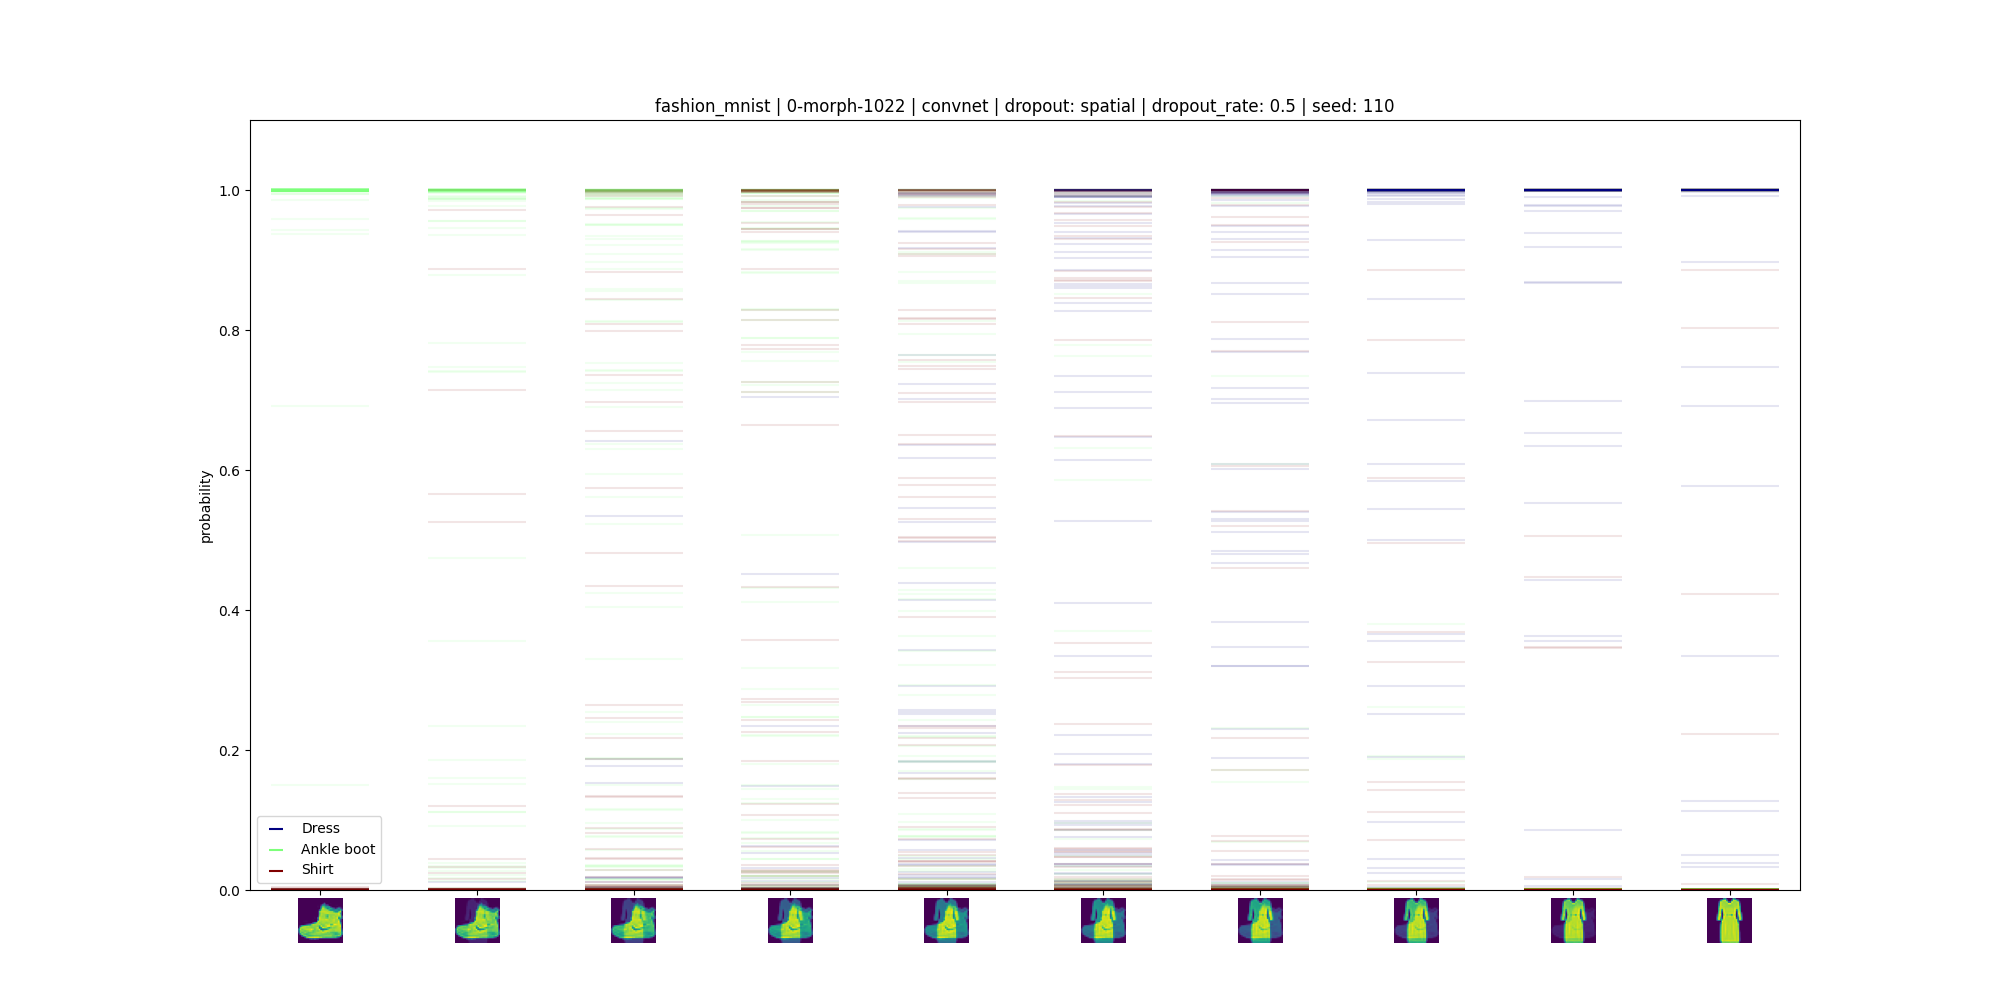 fashion_mnist | 0-morph-1022 | convnet | dropout: spatial | dropout_rate: 0.5 | seed: 110
1.0
0.8
0.6
0.4
0.2
0.0
probability
Dress
Ankle boot
Shirt